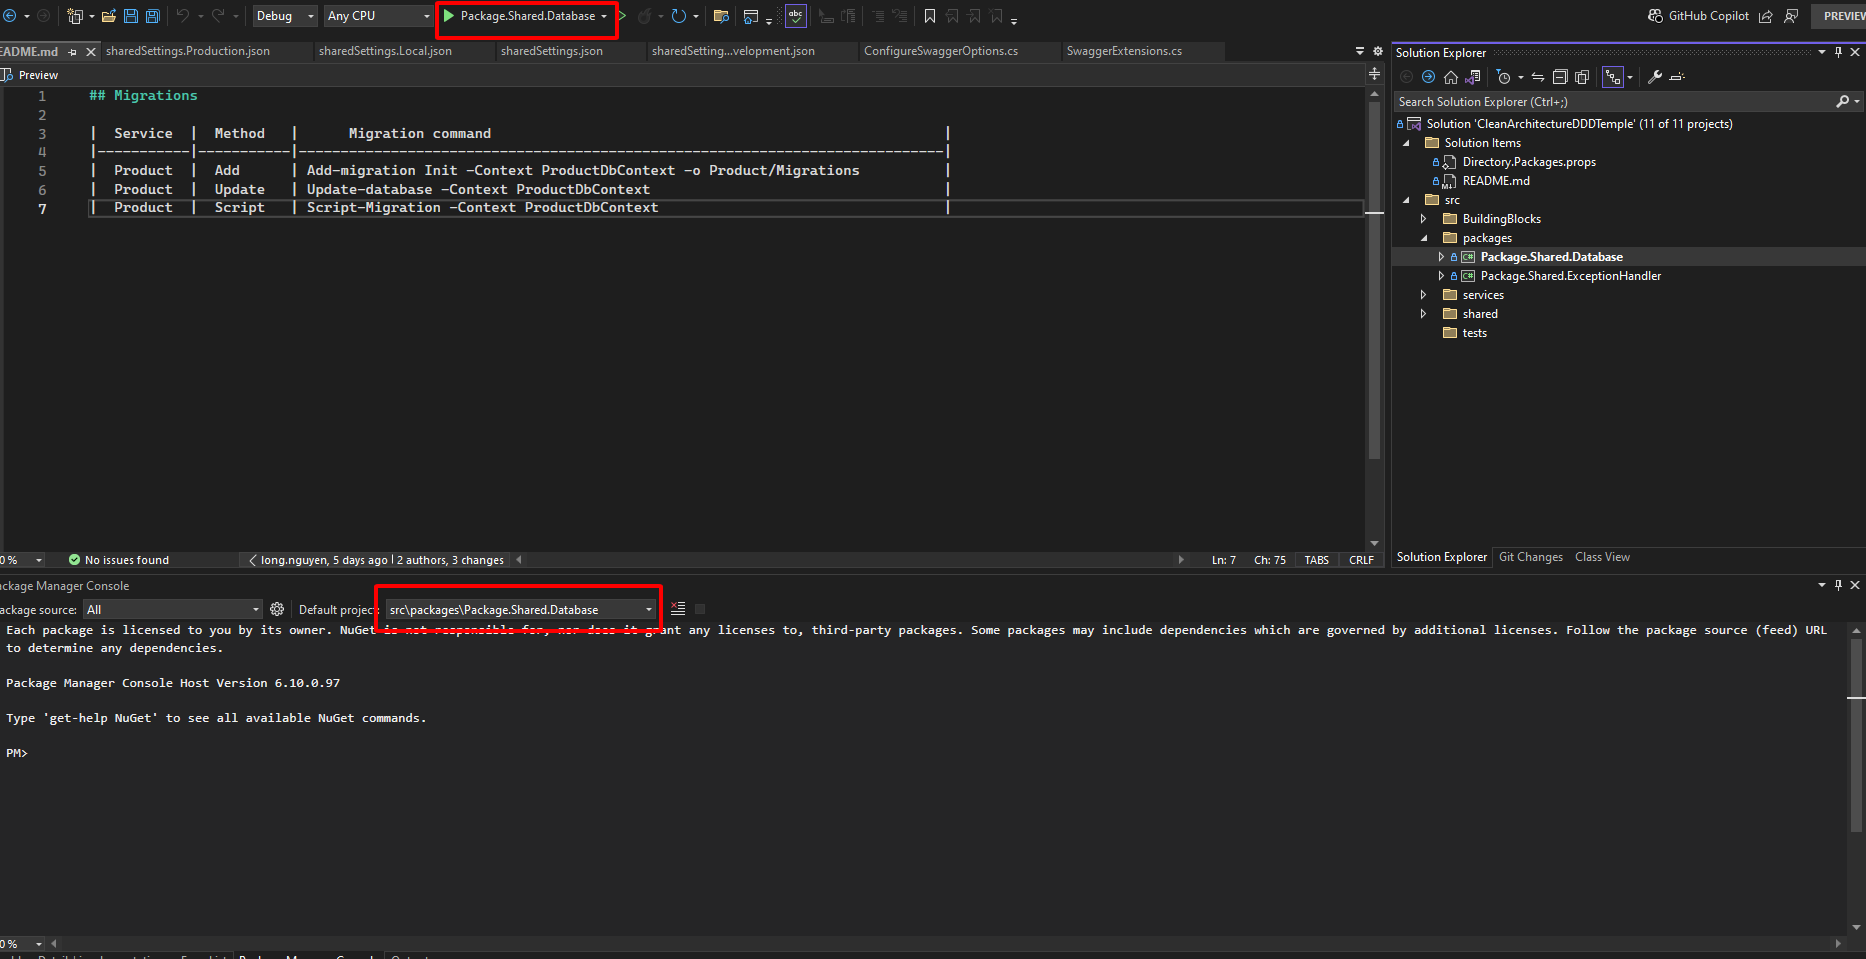 Debug
Any CPU
Package.Shared.Database
abc
GitHub Copilot
PREVIEW
EADME.md
sharedSettings.Production.json
sharedSettings.Local.json
sharedSettings.json
sharedSetting...velopment.json
ConfigureSwaggerOptions.cs
SwaggerExtensions.cs
Preview
1 ## Migrations
2
3 | Service | Method | Migration command |
4 |-----------|-----------|----------------------------------------------------------------------------|
5 | Product | Add | Add-migration Init -Context ProductDbContext -o Product/Migrations
6 | Product | Update | Update-database -Context ProductDbContext |
7 | Product | Script | Script-Migration -Context ProductDbContext |
0 %
No issues found
long.nguyen, 5 days ago | 2 authors, 3 changes
Ln: 7
Ch: 75
TABS
CRLF
Solution Explorer
Search Solution Explorer (Ctrl+;)
Solution 'CleanArchitectureDDDTemple' (11 of 11 projects)
Solution Items
Directory.Packages.props
README.md
src
BuildingBlocks
packages
Package.Shared.Database
Package.Shared.ExceptionHandler
services
shared
tests
Solution Explorer
Git Changes
Class View
ackage Manager Console
ackage source:
All
Default project:
src\packages\Package.Shared.Database
Each package is licensed to you by its owner. NuGet is not responsible for, nor does it grant any licenses to, third-party packages. Some packages may include dependencies which are governed by additional licenses. Follow the package source (feed) URL
to determine any dependencies.
Package Manager Console Host Version 6.10.0.97
Type 'get-help NuGet' to see all available NuGet commands.
PM>
0 %